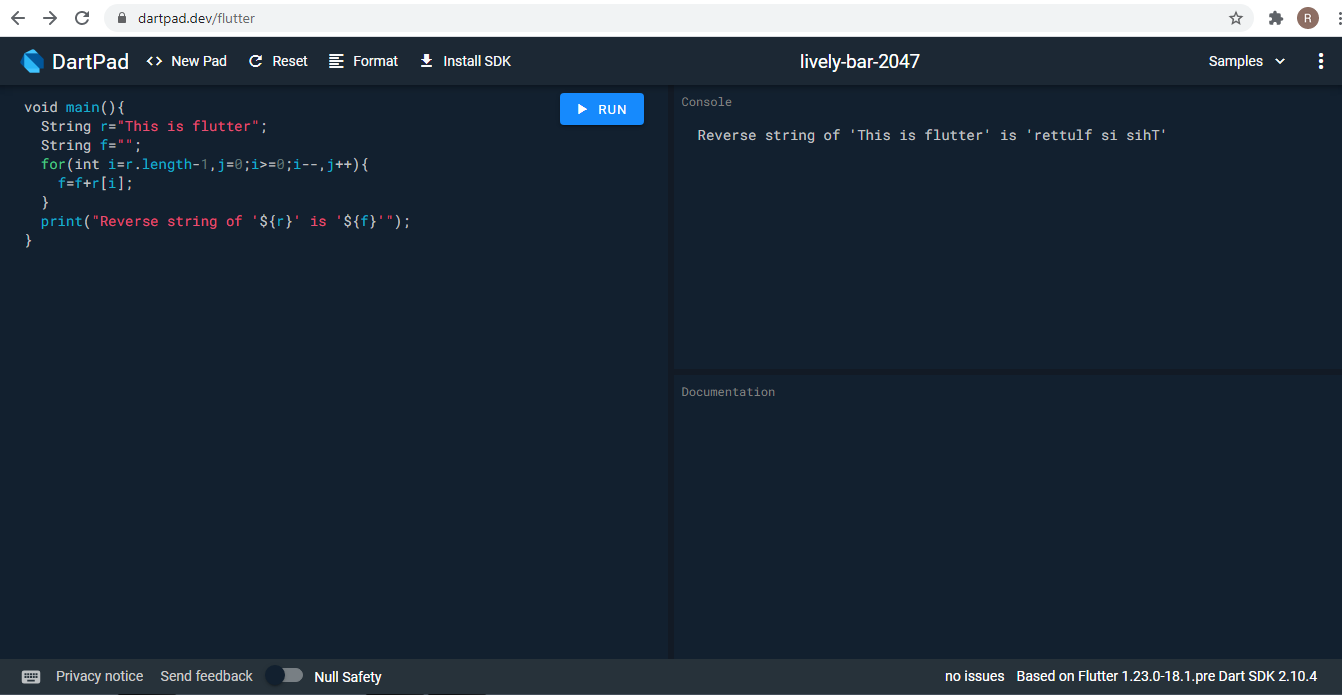 dartpad.dev/flutter
R
DartPad <> New Pad Reset Format Install SDK lively-bar-2047 Samples
void main(){
  String r="This is flutter";
  String f="";
  for(int i=r.length-1,j=0;i>=0;i--,j++){
    f=f+r[i];
  }
  print("Reverse string of '${r}' is '${f}'");
}
RUN
Console
Reverse string of 'This is flutter' is 'rettulf si sihT'
Documentation
Privacy notice Send feedback Null Safety no issues Based on Flutter 1.23.0-18.1.pre Dart SDK 2.10.4